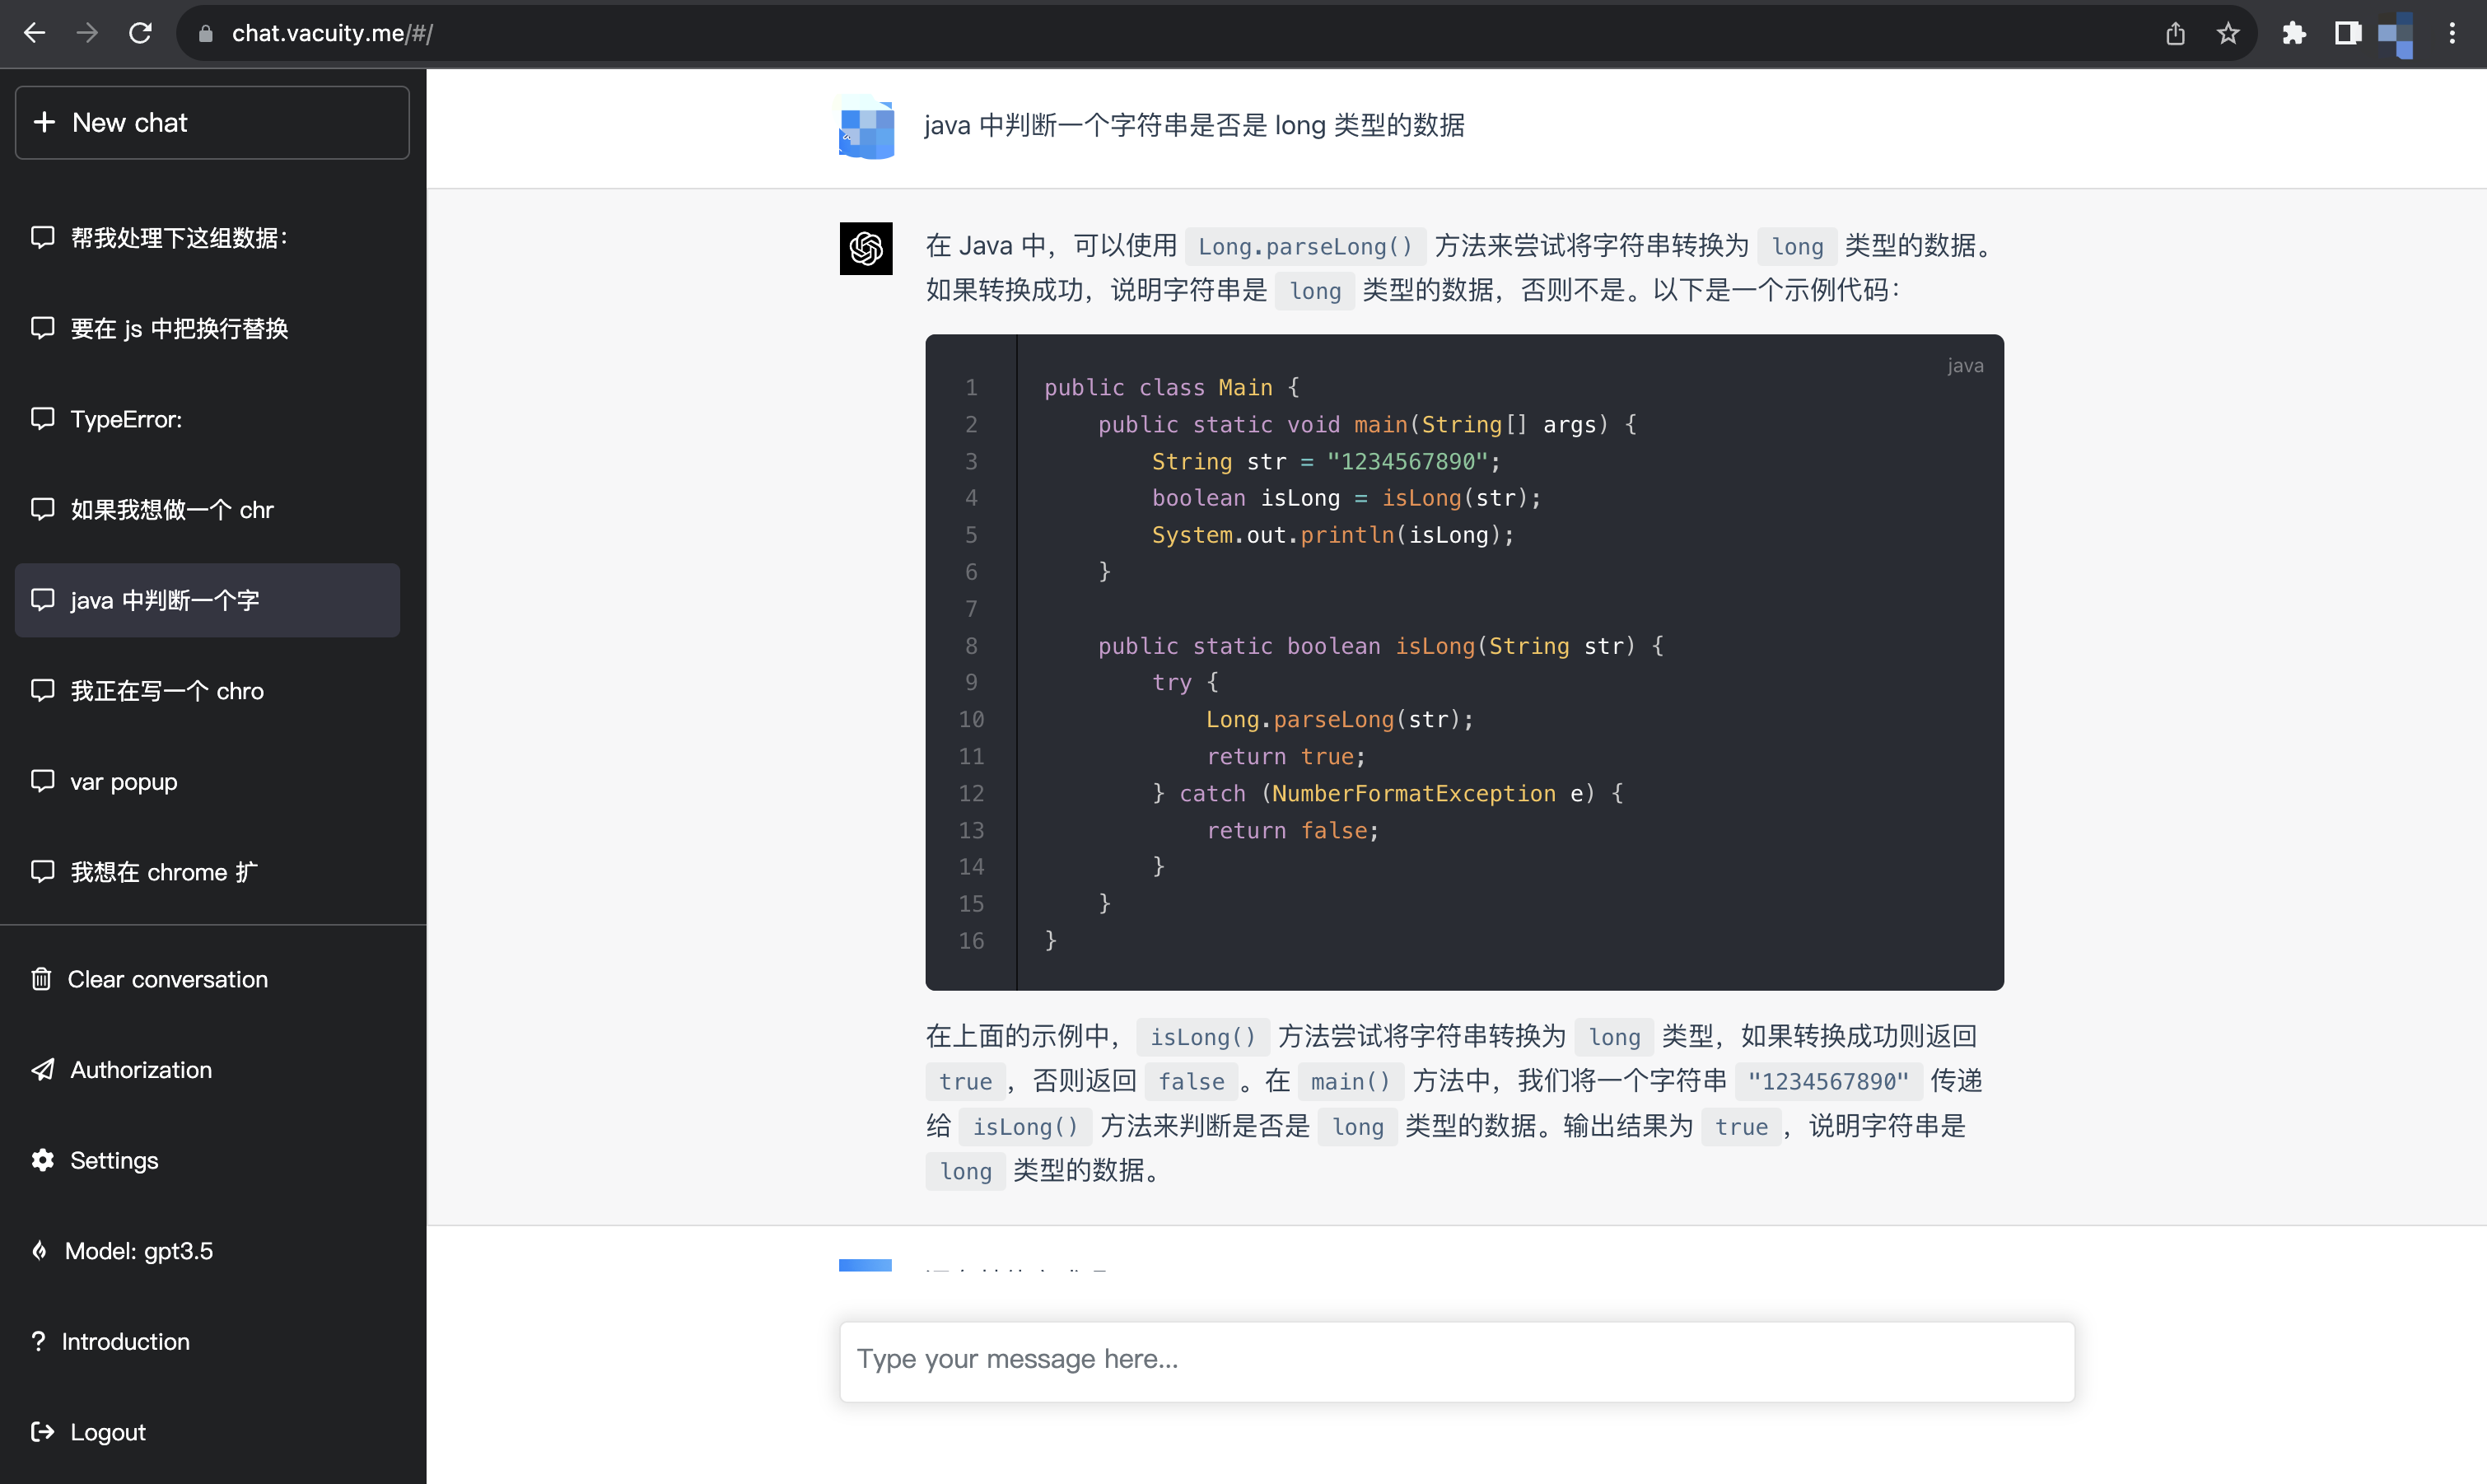 chat.vacuity.me/#/
New chat
帮我处理下这组数据：
要在 js 中把换行替换
TypeError:
如果我想做一个 chr
java 中判断一个字
我正在写一个 chro
var popup
我想在 chrome 扩
Clear conversation
Authorization
Settings
Model: gpt3.5
Introduction
Logout
java 中判断一个字符串是否是 long 类型的数据
在 Java 中，可以使用 Long.parseLong() 方法来尝试将字符串转换为 long 类型的数据。
如果转换成功，说明字符串是 long 类型的数据，否则不是。以下是一个示例代码：
java
1 public class Main {
2     public static void main(String[] args) {
3         String str = "1234567890";
4         boolean isLong = isLong(str);
5         System.out.println(isLong);
6     }
7
8     public static boolean isLong(String str) {
9         try {
10             Long.parseLong(str);
11             return true;
12         } catch (NumberFormatException e) {
13             return false;
14         }
15     }
16 }
在上面的示例中， isLong() 方法尝试将字符串转换为 long 类型，如果转换成功则返回
true ，否则返回 false 。在 main() 方法中，我们将一个字符串 "1234567890" 传递
给 isLong() 方法来判断是否是 long 类型的数据。输出结果为 true ，说明字符串是
long 类型的数据。
Type your message here...